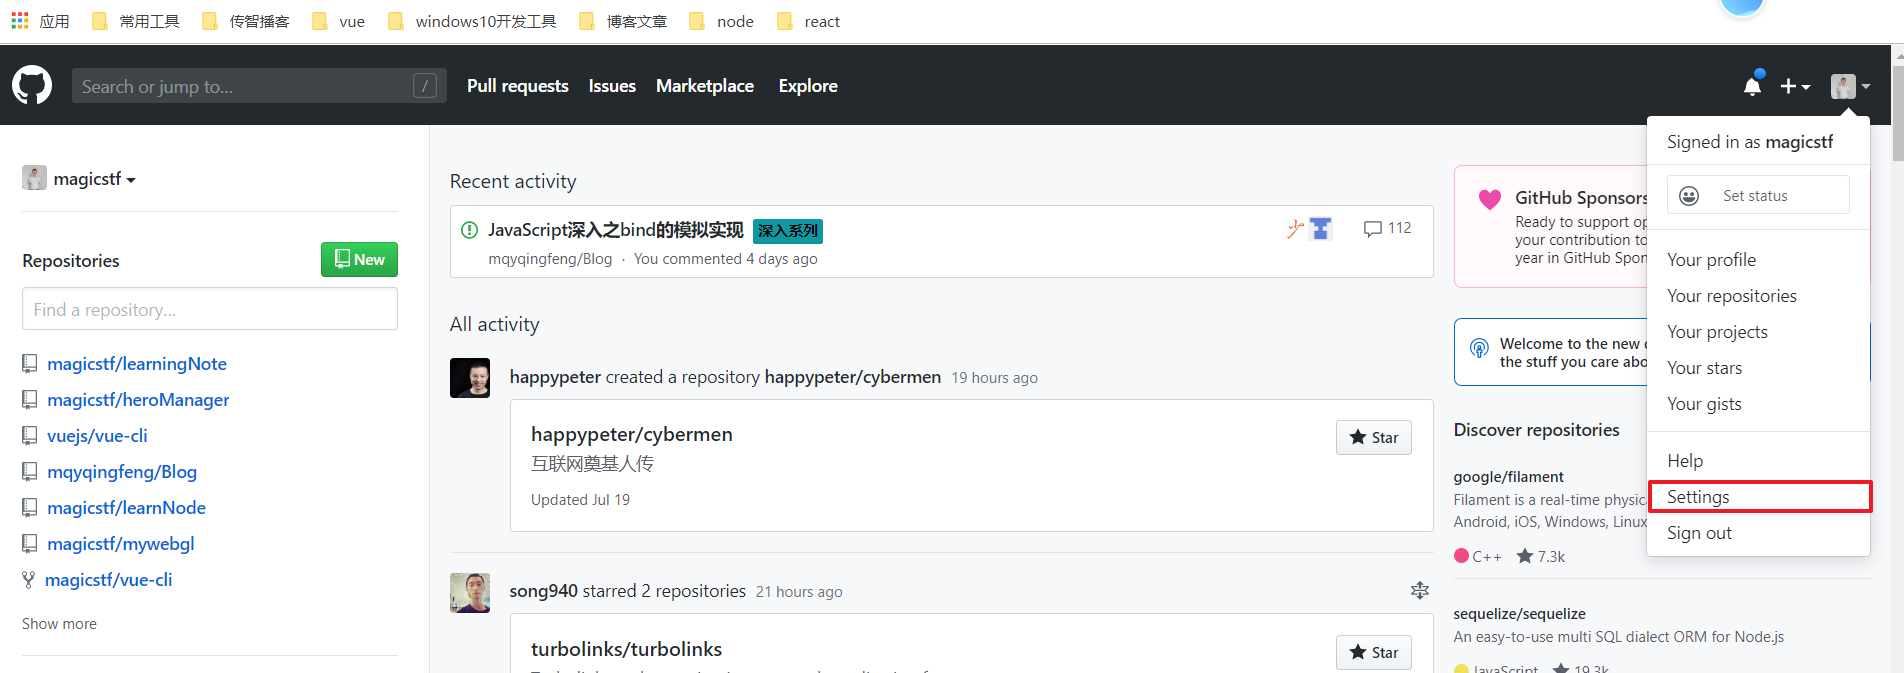 应用 常用工具 传智播客 vue windows10开发工具 博客文章 node react
Search or jump to... / Pull requests Issues Marketplace Explore
magicstf
Repositories New
Find a repository...
magicstf/learningNote
magicstf/heroManager
vuejs/vue-cli
mqyqingfeng/Blog
magicstf/learnNode
magicstf/mywebgl
magicstf/vue-cli
Show more
Recent activity
JavaScript深入之bind的模拟实现 深入系列 112
mqyqingfeng/Blog · You commented 4 days ago
All activity
happypeter created a repository happypeter/cybermen 19 hours ago
happypeter/cybermen Star
互联网奠基人传
Updated Jul 19
song940 starred 2 repositories 21 hours ago
turbolinks/turbolinks Star
GitHub Sponsors
Ready to support op
your contribution to
year in GitHub Spon
Welcome to the new
the stuff you care abo
Discover repositories
google/filament
Filament is a real-time physica
Android, iOS, Windows, Linux
C++ 7.3k
sequelize/sequelize
An easy-to-use multi SQL dialect ORM for Node.js
JavaScript 19.3k
Signed in as magicstf
Set status
Your profile
Your repositories
Your projects
Your stars
Your gists
Help
Settings
Sign out